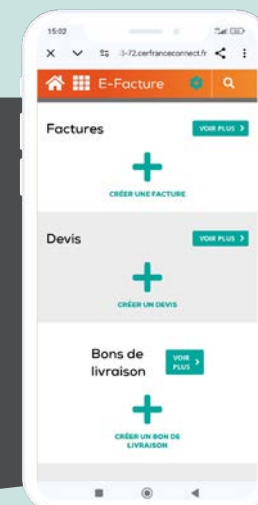 15:02
3-72.cerfranceconnect.fr
E-Facture
Factures
VOIR PLUS
CRÉER UNE FACTURE
Devis
VOIR PLUS
CRÉER UN DEVIS
Bons de
livraison
VOIR
PLUS
CRÉER UN BON DE
LIVRAISON